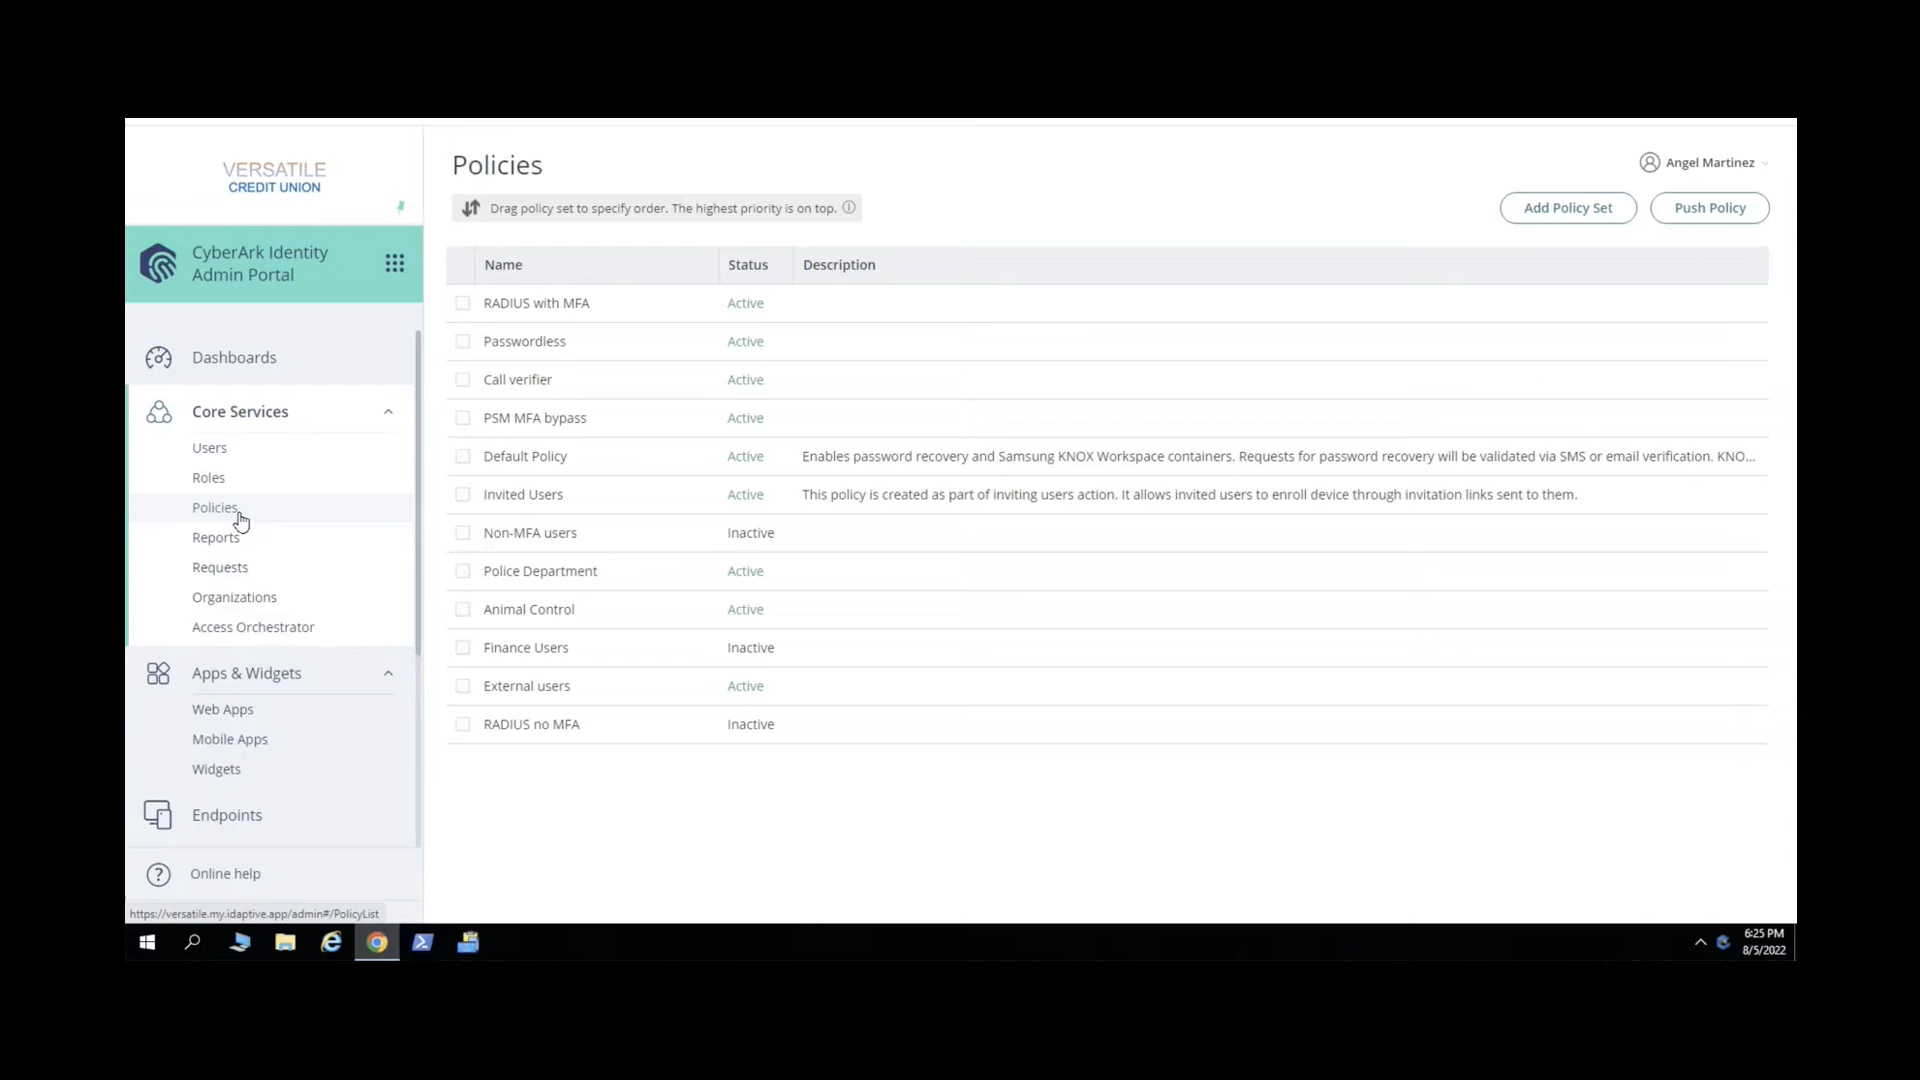 VERSATILE
CREDIT UNION
CyberArk Identity
Admin Portal
Dashboards
Core Services
Users
Roles
Policies
Reports
Requests
Organizations
Access Orchestrator
Apps & Widgets
Web Apps
Mobile Apps
Widgets
Endpoints
? Online help
https://versatile.my.idaptive.app/admin#/PolicyList
Policies
Angel Martinez
Drag policy set to specify order. The highest priority is on top.
Add Policy Set
Push Policy
Name Status Description
RADIUS with MFA Active
Passwordless Active
Call verifier Active
PSM MFA bypass Active
Default Policy Active Enables password recovery and Samsung KNOX Workspace containers. Requests for password recovery will be validated via SMS or email verification. KNO...
Invited Users Active This policy is created as part of inviting users action. It allows invited users to enroll device through invitation links sent to them.
Non-MFA users Inactive
Police Department Active
Animal Control Active
Finance Users Inactive
External users Active
RADIUS no MFA Inactive
6:25 PM
8/5/2022